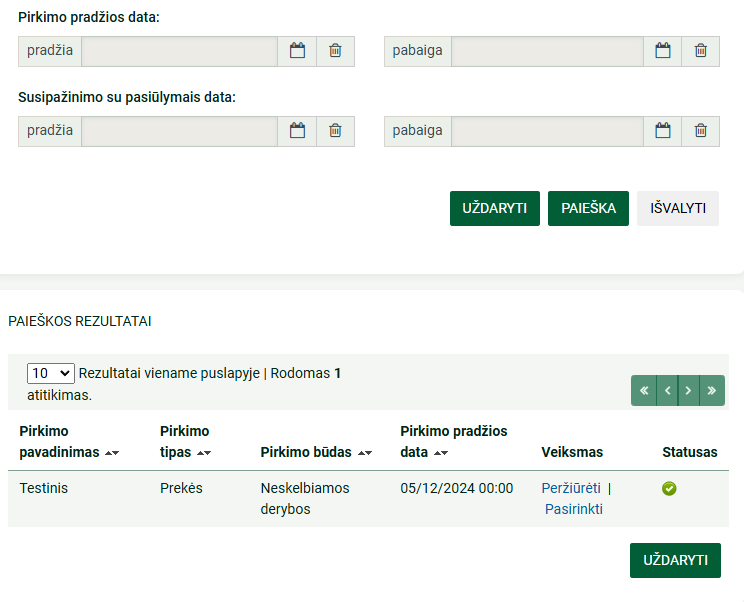 Pirkimo pradžios data:
pradžia pabaiga
Susipažinimo su pasiūlymais data:
pradžia pabaiga
UŽDARYTI PAIEŠKA IŠVALYTI
PAIEŠKOS REZULTATAI
10 Rezultatai viename puslapyje | Rodomas 1
atitikimas.
« ‹ › »
Pirkimo Pirkimo Pirkimo pradžios
pavadinimas tipas Pirkimo būdas data Veiksmas Statusas
Testinis Prekės Neskelbiamos 05/12/2024 00:00 Peržiūrėti |
derybos Pasirinkti
UŽDARYTI